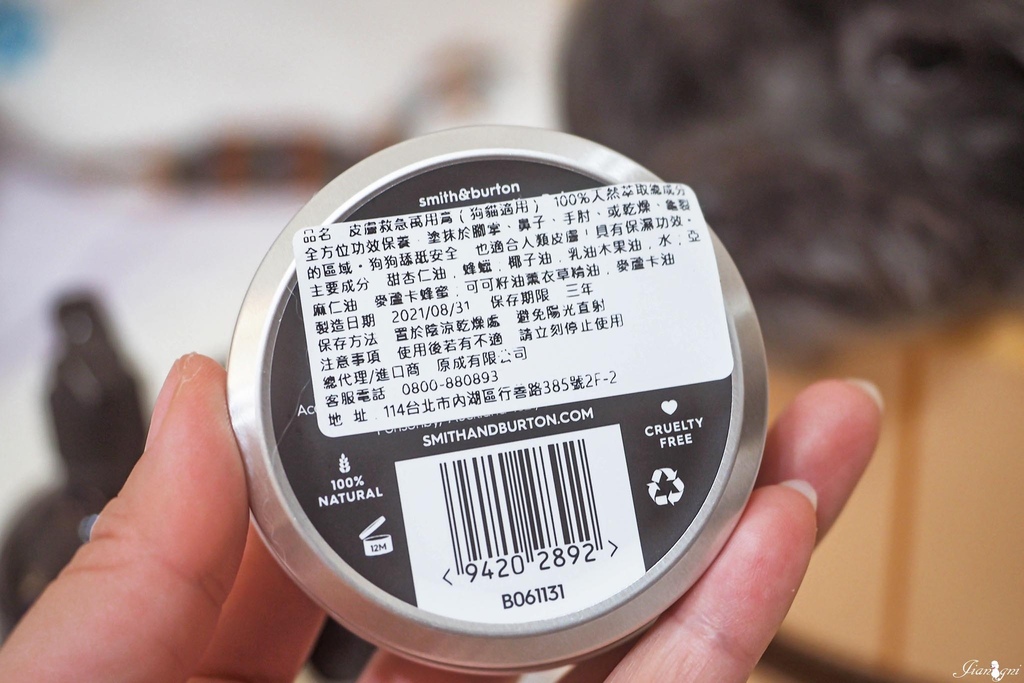 smith&burton
品名 皮膚救急萬用膏(狗貓適用) 100%天然萃取濃成分
全方位功效保養 塗抹於腳掌、鼻子、手肘、或乾燥、龜裂
的區域。狗狗舔舐安全 也適合人類皮膚!具有保濕功效。
主要成分 甜杏仁油,蜂蠟,椰子油,乳油木果油,水,亞
麻仁油 麥蘆卡蜂蜜,可可籽油薰衣草精油,麥蘆卡油
製造日期 2021/08/31 保存期限 三年
保存方法 置於陰涼乾燥處 避免陽光直射
注意事項 使用後若有不適 請立刻停止使用
總代理/進口商 原成有限公司
客服電話 0800-880893
地 址 114台北市內湖區行善路385號2F-2
SMITHANDBURTON.COM
100%
NATURAL
12M
CRUELTY
FREE
<94202892>
B061131
Jiangni